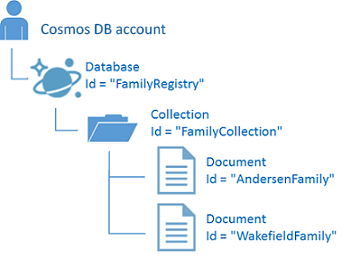 Cosmos DB account
Database
Id = "FamilyRegistry"
Collection
Id = "FamilyCollection"
Document
Id = "AndersenFamily"
Document
Id = "WakefieldFamily"